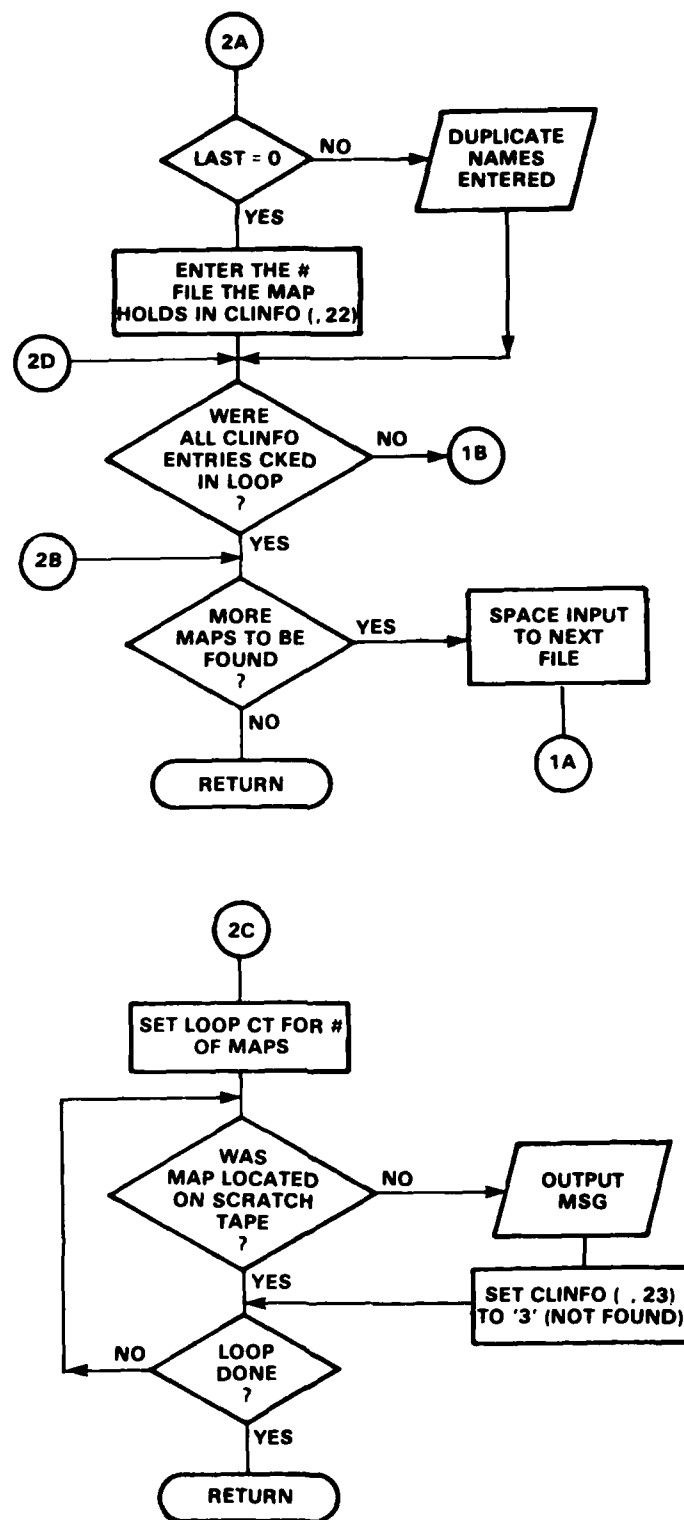 2A
LAST = 0
NO
DUPLICATE
NAMES
ENTERED
YES
ENTER THE #
FILE THE MAP
HOLDS IN CLINFO (, 22)
2D
WERE
ALL CLINFO
ENTRIES CKED
IN LOOP
?
NO
1B
YES
2B
MORE
MAPS TO BE
FOUND
?
YES
SPACE INPUT
TO NEXT
FILE
NO
1A
RETURN
2C
SET LOOP CT FOR #
OF MAPS
WAS
MAP LOCATED
ON SCRATCH
TAPE
?
NO
OUTPUT
MSG
YES
SET CLINFO ( , 23)
TO '3' (NOT FOUND)
NO
LOOP
DONE
?
YES
RETURN